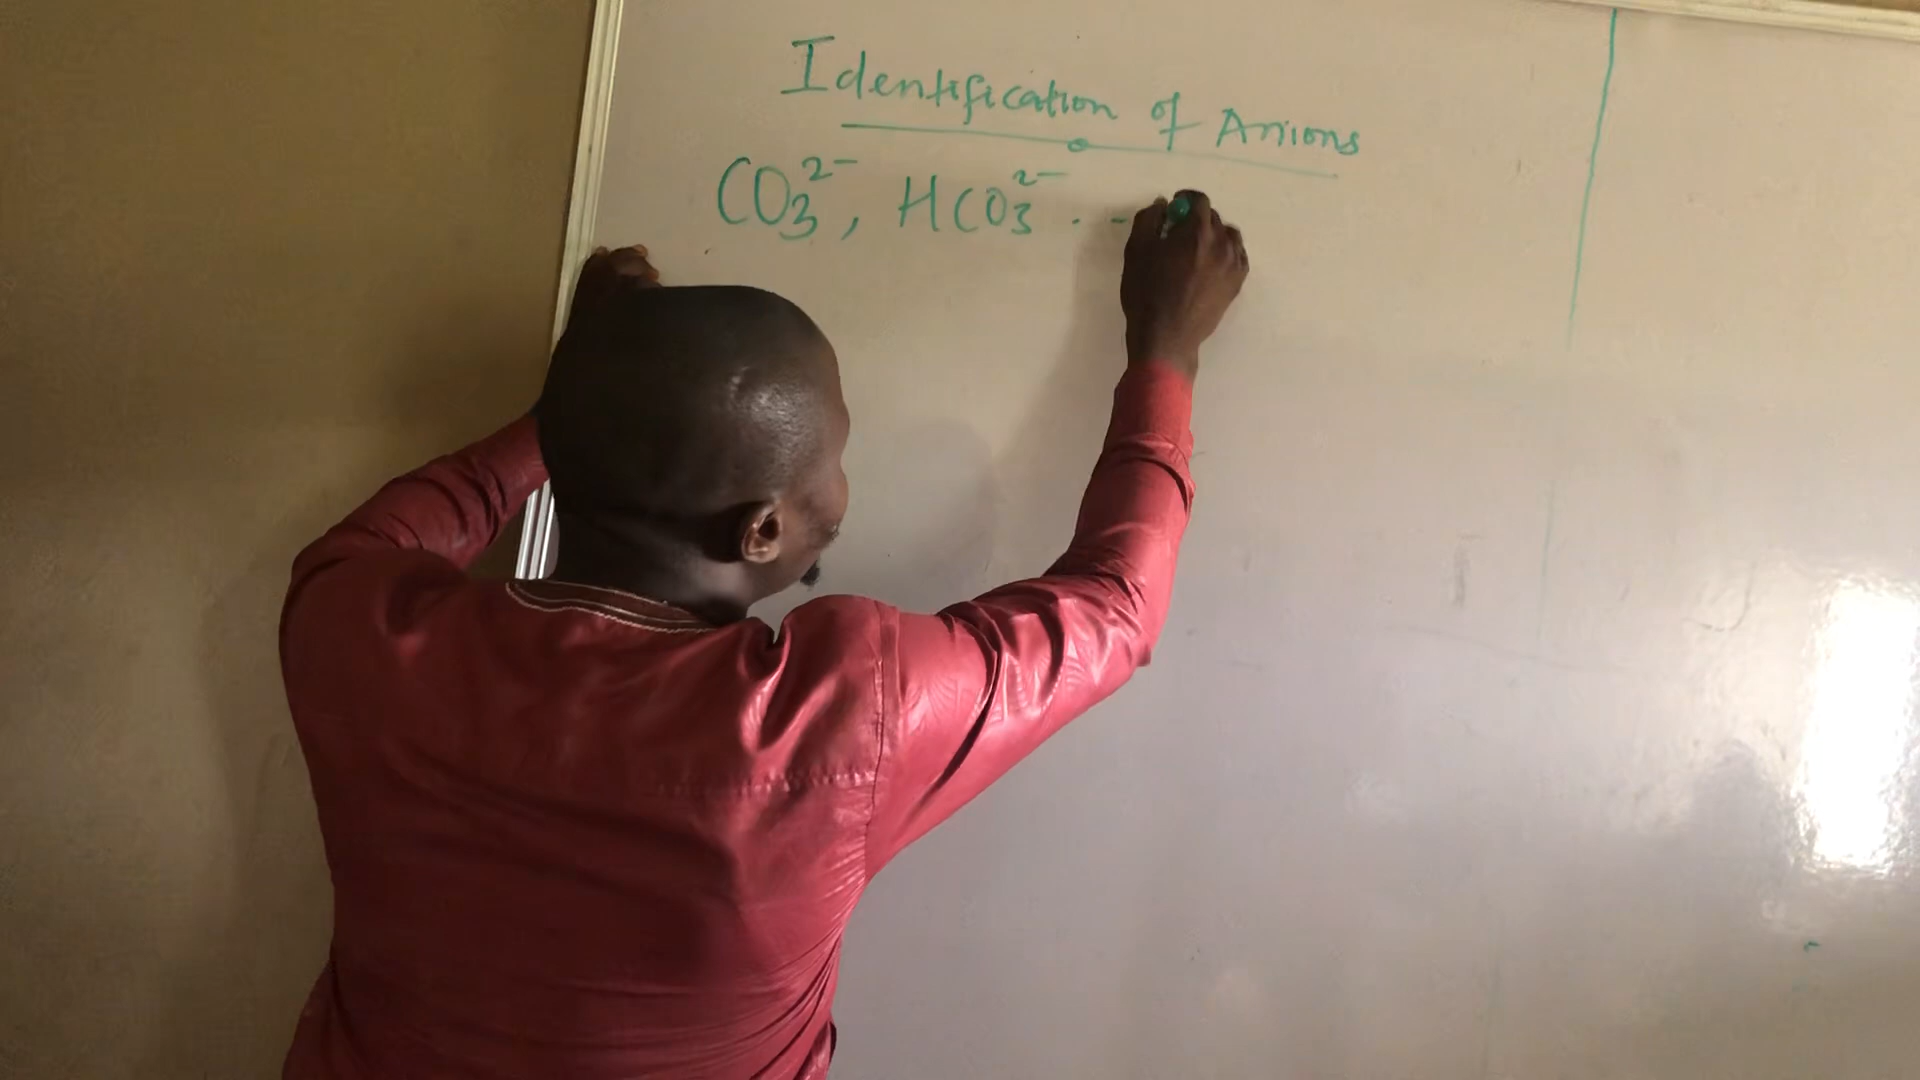 Identification of Anions
CO₃²⁻, HCO₃²⁻ . - -